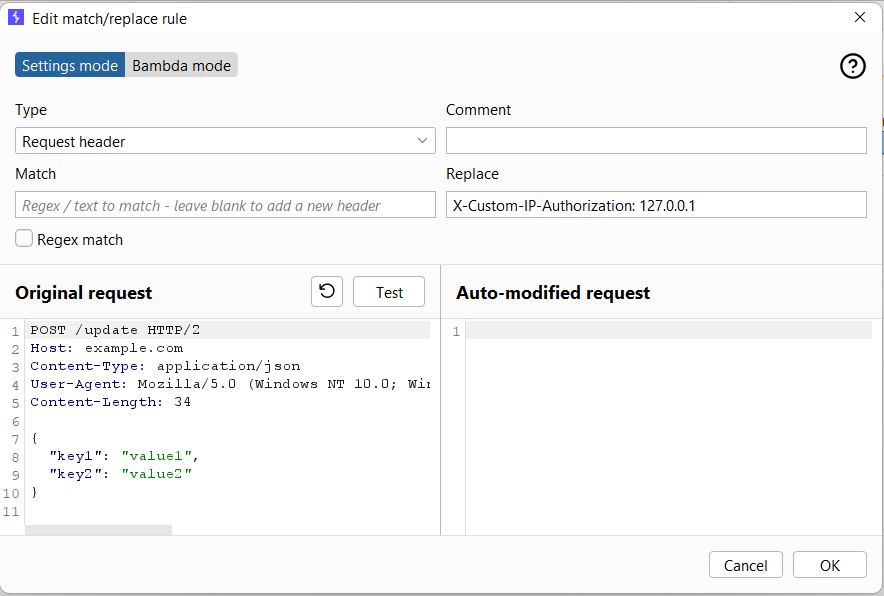 Edit match/replace rule
Settings mode Bambda mode
Type Comment
Request header
Match Replace
Regex / text to match - leave blank to add a new header X-Custom-IP-Authorization: 127.0.0.1
Regex match
Original request Test Auto-modified request
1 POST /update HTTP/2 1
2 Host: example.com
3 Content-Type: application/json
4 User-Agent: Mozilla/5.0 (Windows NT 10.0; Wir
5 Content-Length: 34
6
7 {
8 "key1": "value1",
9 "key2": "value2"
10 }
11
Cancel OK